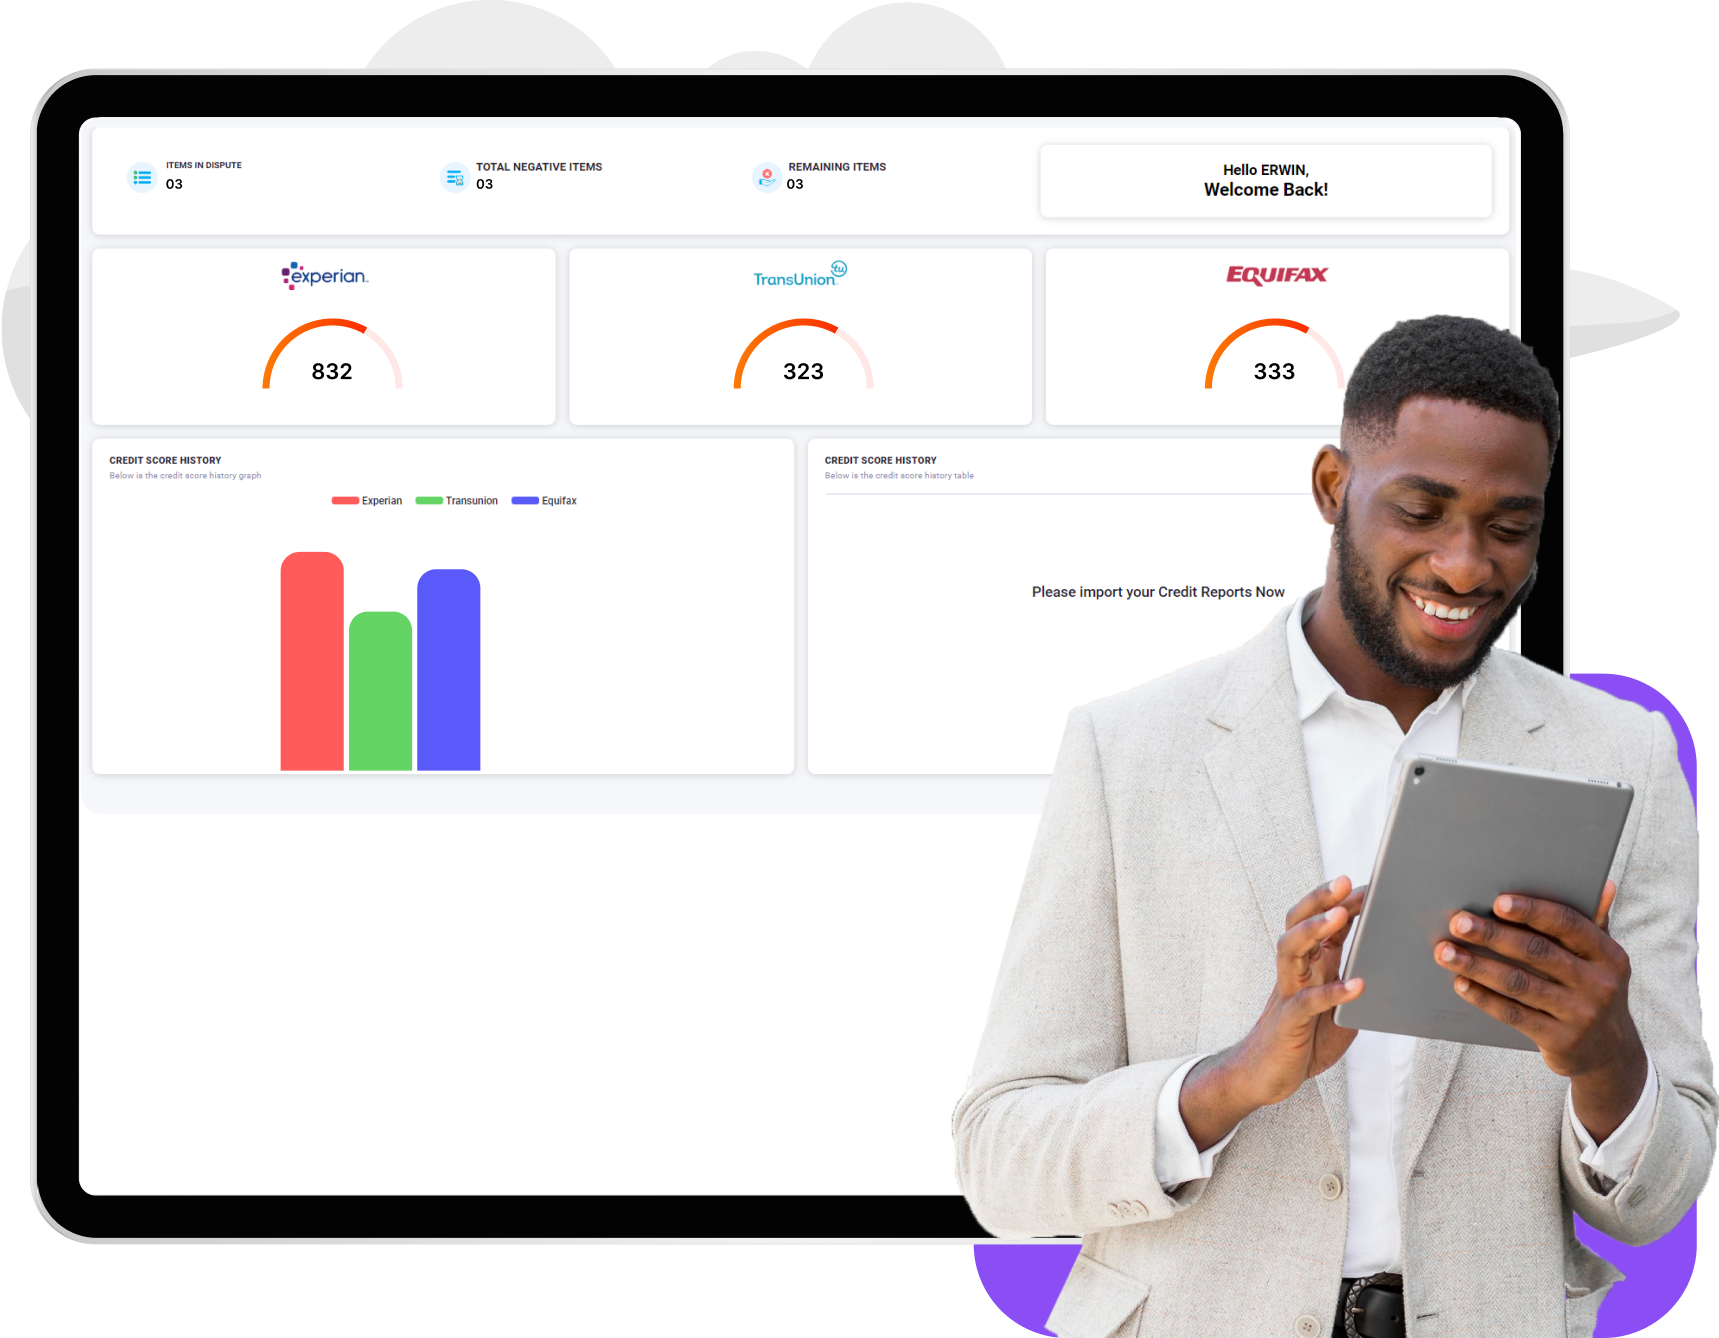 ITEMS IN DISPUTE
03
TOTAL NEGATIVE ITEMS
03
REMAINING ITEMS
03
Hello ERWIN,
Welcome Back!
experian™
TransUnion tu
EQUIFAX
832
323
333
CREDIT SCORE HISTORY
Below is the credit score history graph
Experian Transunion Equifax
CREDIT SCORE HISTORY
Below is the credit score history table
Please import your Credit Reports Now